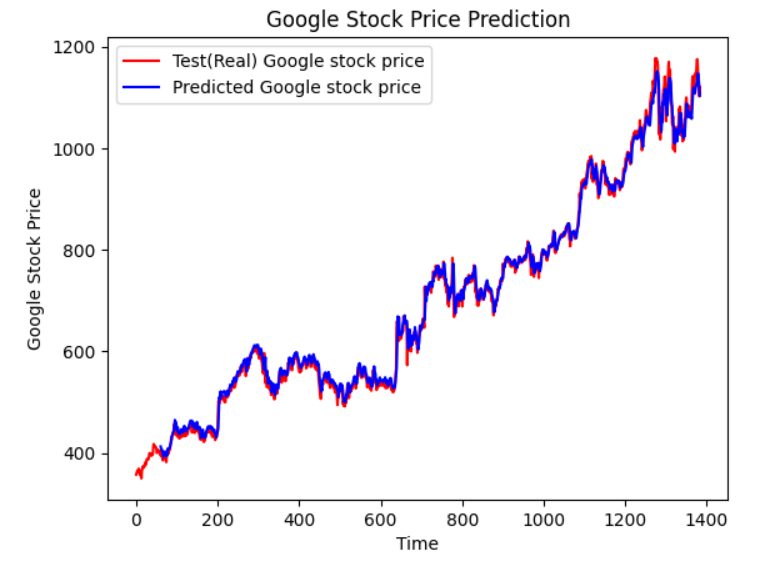 Google Stock Price Prediction
Test(Real) Google stock price
Predicted Google stock price
1200
1000
800
600
400
Google Stock Price
0 200 400 600 800 1000 1200 1400
Time